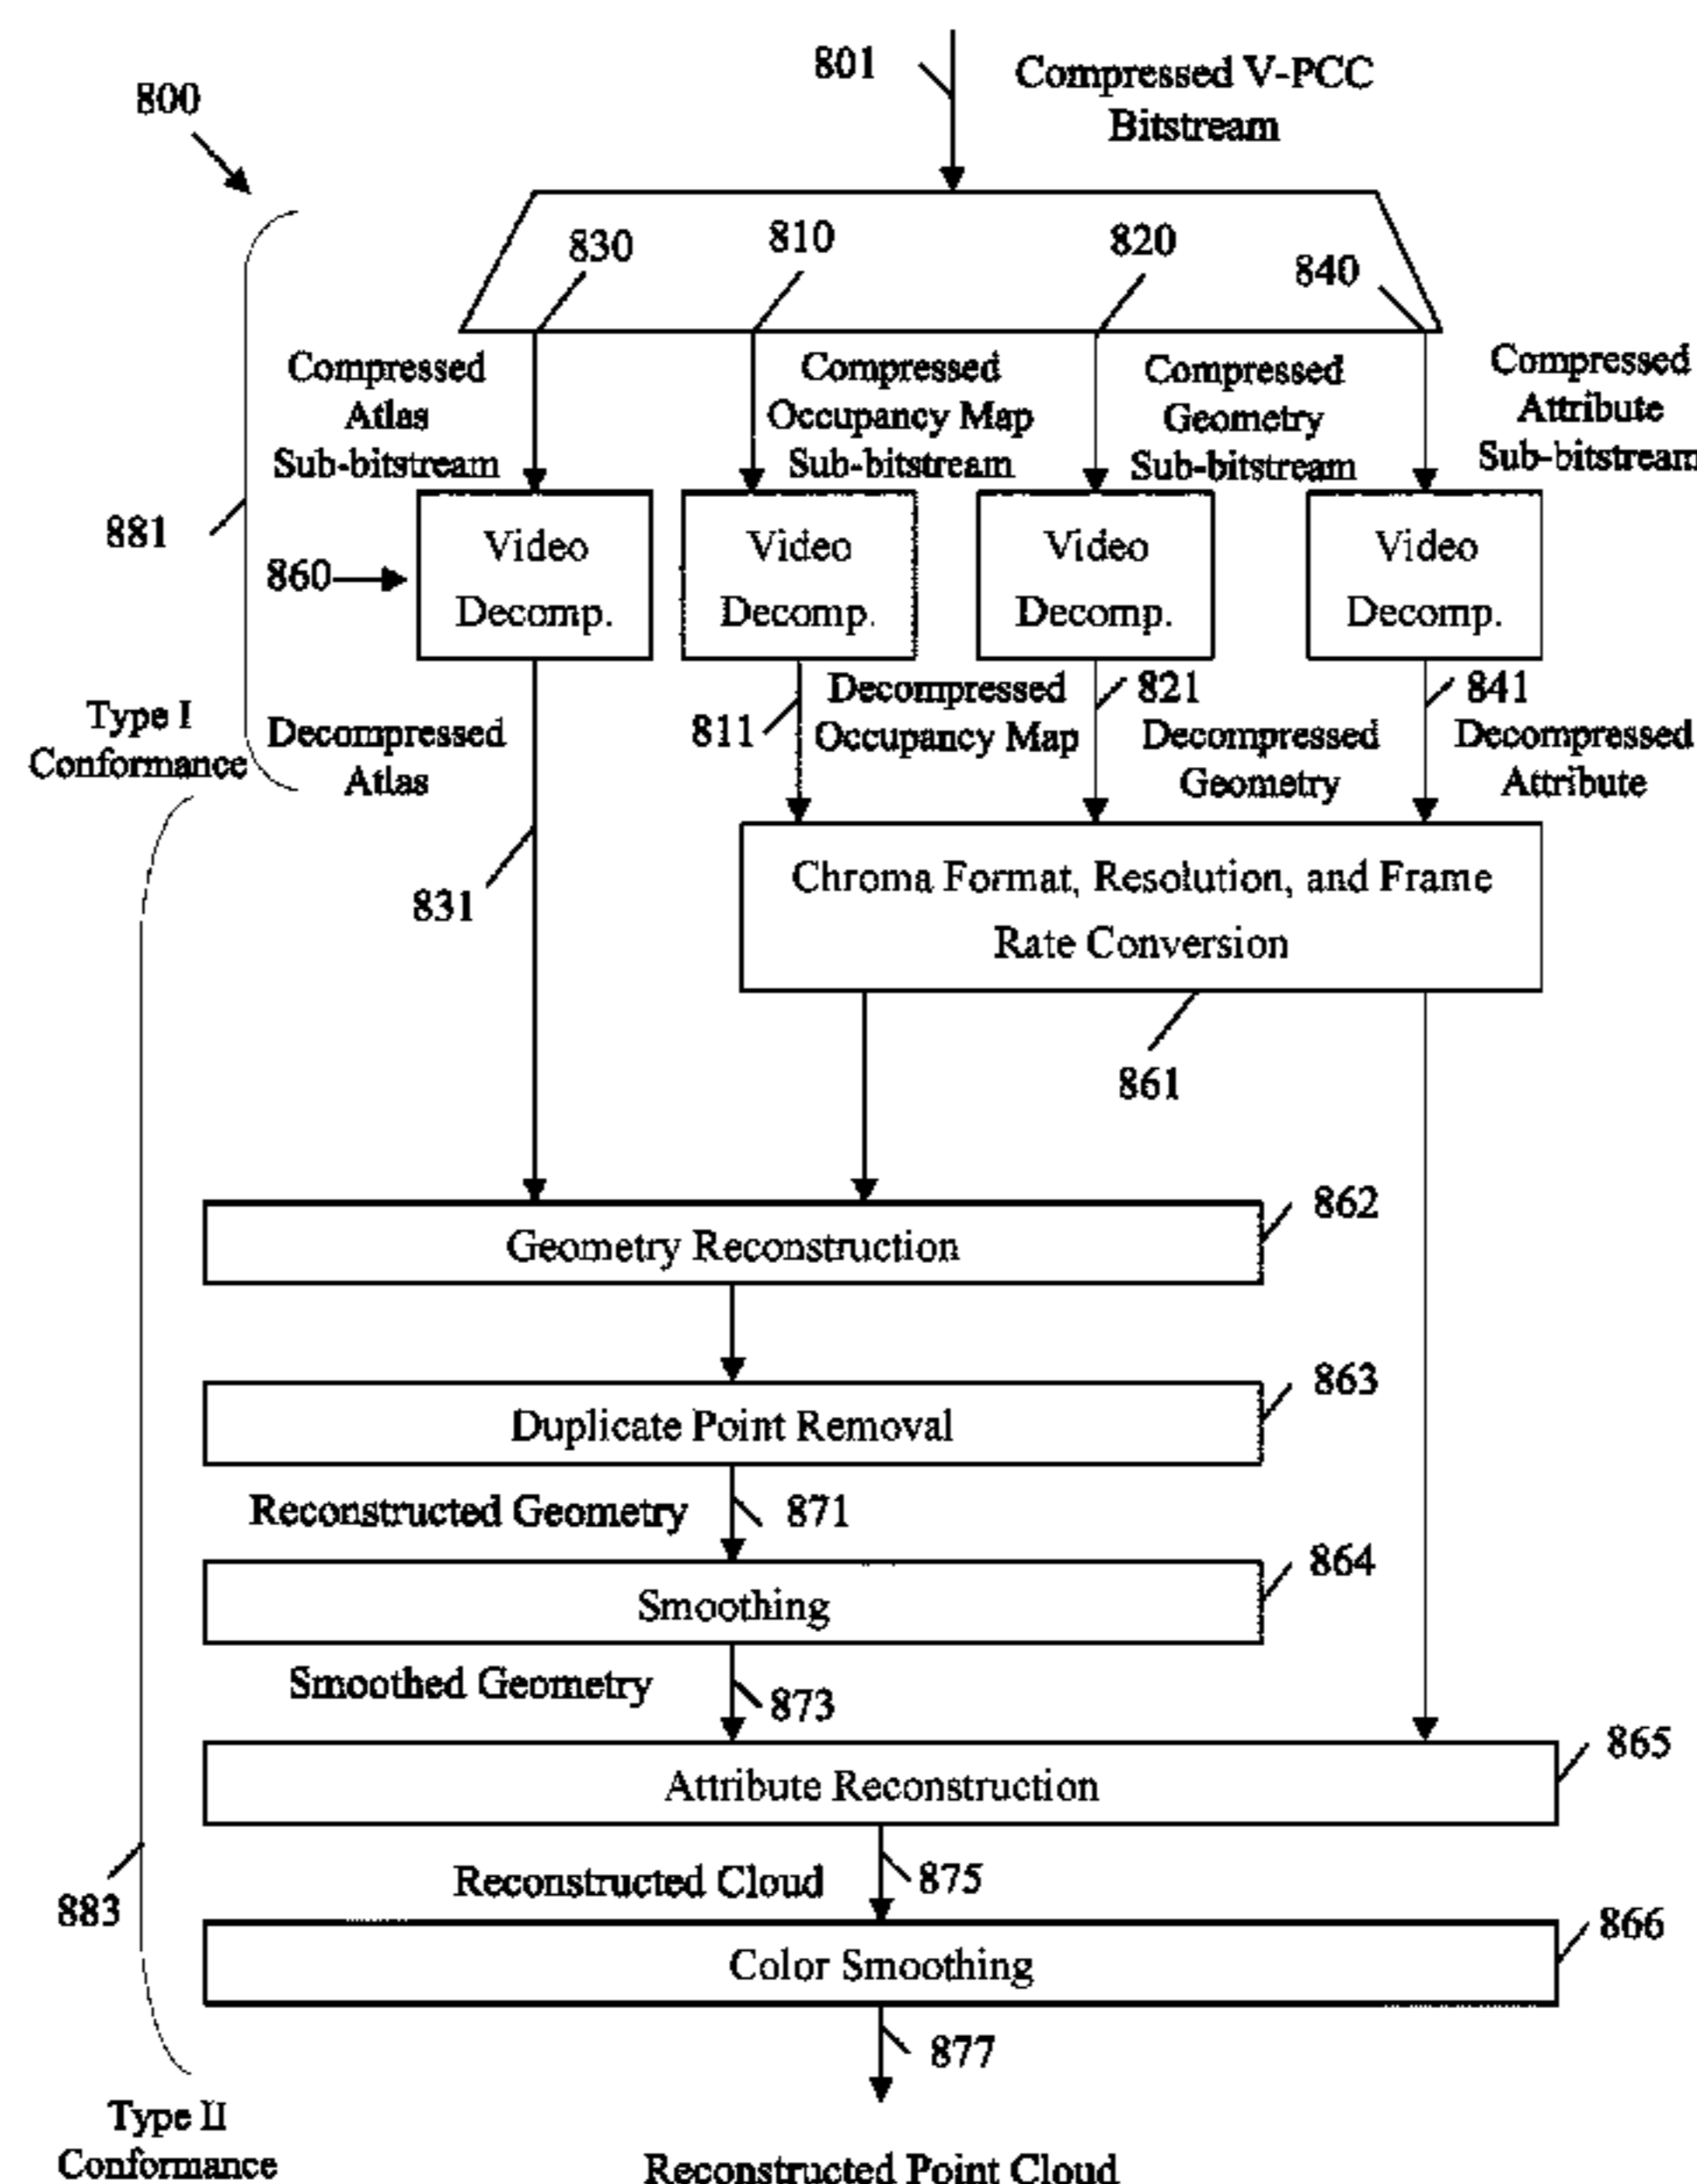 801
Compressed V-PCC
Bitstream
800
830
810
820
840
Compressed
Atlas
Sub-bitstream
Compressed
Occupancy Map
Sub-bitstream
Compressed
Geometry
Sub-bitstream
Compressed
Attribute
Sub-bitstream
881
860
Video
Decomp.
Video
Decomp.
Video
Decomp.
Video
Decomp.
Type I
Conformance
Decompressed
Atlas
811
Decompressed
Occupancy Map
821
Decompressed
Geometry
841
Decompressed
Attribute
831
Chroma Format, Resolution, and Frame
Rate Conversion
861
862
Geometry Reconstruction
863
Duplicate Point Removal
Reconstructed Geometry
871
864
Smoothing
Smoothed Geometry
873
865
Attribute Reconstruction
883
Reconstructed Cloud
875
866
Color Smoothing
877
Type II
Conformance
Reconstructed Point Cloud